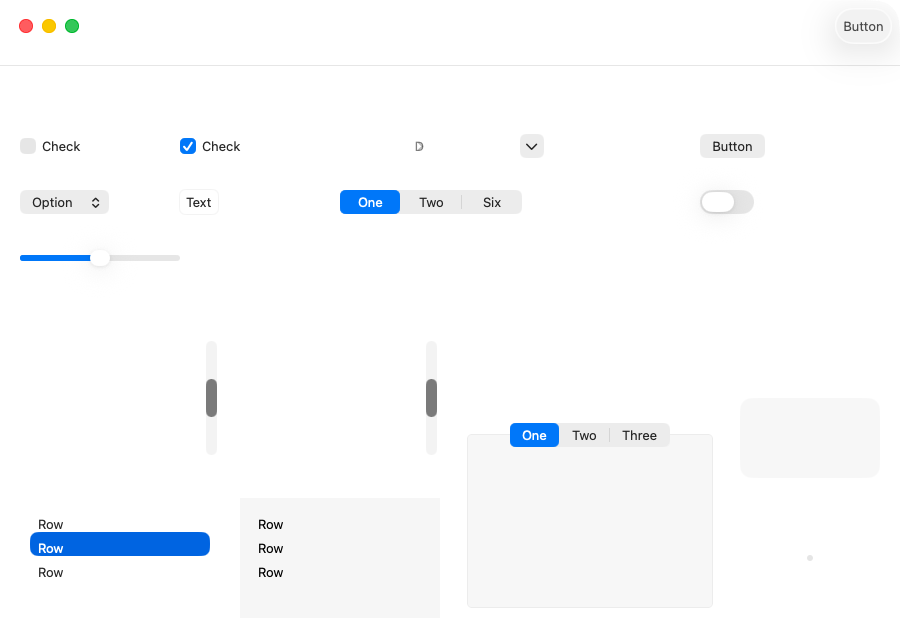 Button
Check
Check
Button
Option
Text
One
Two
Six
One
Two
Three
Row
Row
Row
Row
Row
Row